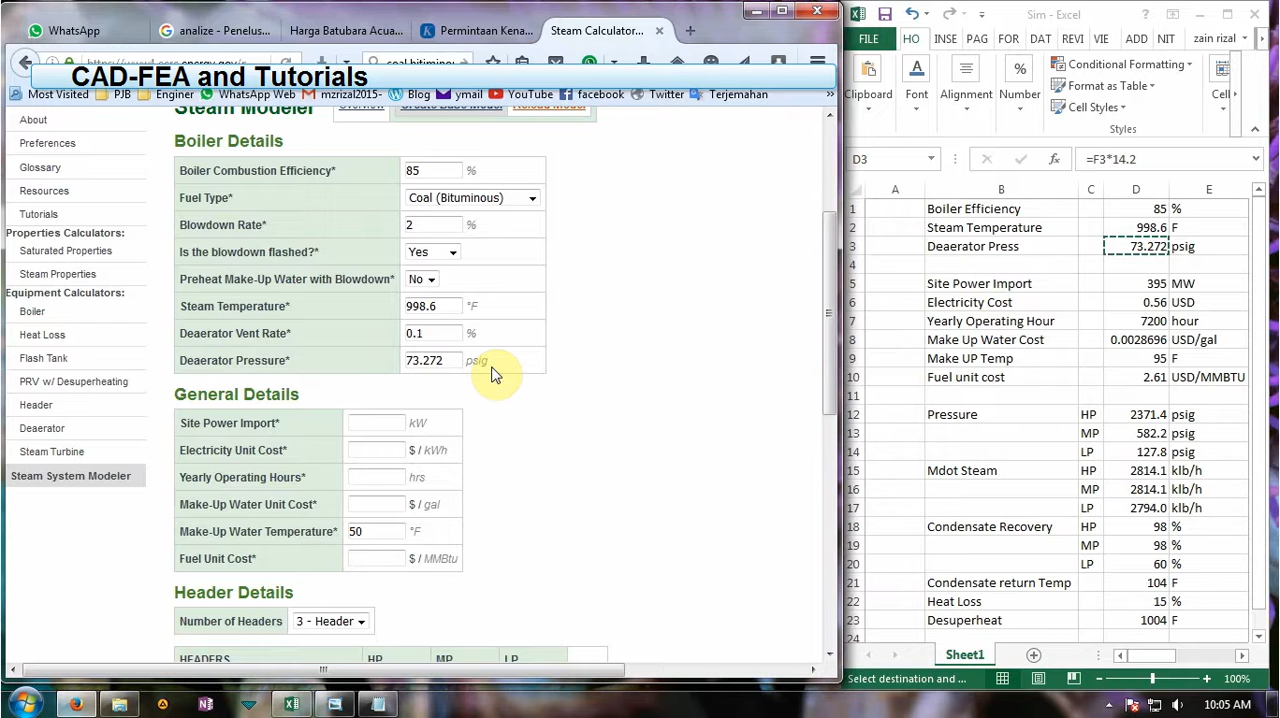 WhatsApp
analize - Penelus...
Harga Batubara Acua...
Permintaan Kena...
Steam Calculator...
CAD-FEA and Tutorials
Most Visited
PJB
Enginer
WhatsApp Web
mzrizal2015-
Blog
ymail
YouTube
facebook
Twitter
Terjemahan
Steam Modeler
About
Preferences
Glossary
Resources
Tutorials
Properties Calculators:
Saturated Properties
Steam Properties
Equipment Calculators:
Boiler
Heat Loss
Flash Tank
PRV w/ Desuperheating
Header
Deaerator
Steam Turbine
Steam System Modeler
Boiler Details
Boiler Combustion Efficiency* 85 %
Fuel Type* Coal (Bituminous)
Blowdown Rate* 2 %
Is the blowdown flashed?* Yes
Preheat Make-Up Water with Blowdown* No
Steam Temperature* 998.6 °F
Deaerator Vent Rate* 0.1 %
Deaerator Pressure* 73.272 psig
General Details
Site Power Import* kW
Electricity Unit Cost* $ / kWh
Yearly Operating Hours* hrs
Make-Up Water Unit Cost* $ / gal
Make-Up Water Temperature* 50 °F
Fuel Unit Cost* $ / MMBtu
Header Details
Number of Headers 3 - Header
HEADERS HP MP LP
Sim - Excel
FILE HO INSE PAG FOR DAT REVI VIE ADD NIT zain rizal
Clipboard
Font
Alignment
Number
Conditional Formatting
Format as Table
Cell Styles
Styles
Cell
D3 fx =F3*14.2
A B C D E
1 Boiler Efficiency 85 %
2 Steam Temperature 998.6 F
3 Deaerator Press 73.272 psig
4
5 Site Power Import 395 MW
6 Electricity Cost 0.56 USD
7 Yearly Operating Hour 7200 hour
8 Make Up Water Cost 0.0028696 USD/gal
9 Make UP Temp 95 F
10 Fuel unit cost 2.61 USD/MMBTU
11
12 Pressure HP 2371.4 psig
13 MP 582.2 psig
14 LP 127.8 psig
15 Mdot Steam HP 2814.1 klb/h
16 MP 2814.1 klb/h
17 LP 2794.0 klb/h
18 Condensate Recovery HP 98 %
19 MP 98 %
20 LP 60 %
21 Condensate return Temp 104 F
22 Heat Loss 15 %
23 Desuperheat 1004 F
24
Sheet1
Select destination and ...
100%
10:05 AM